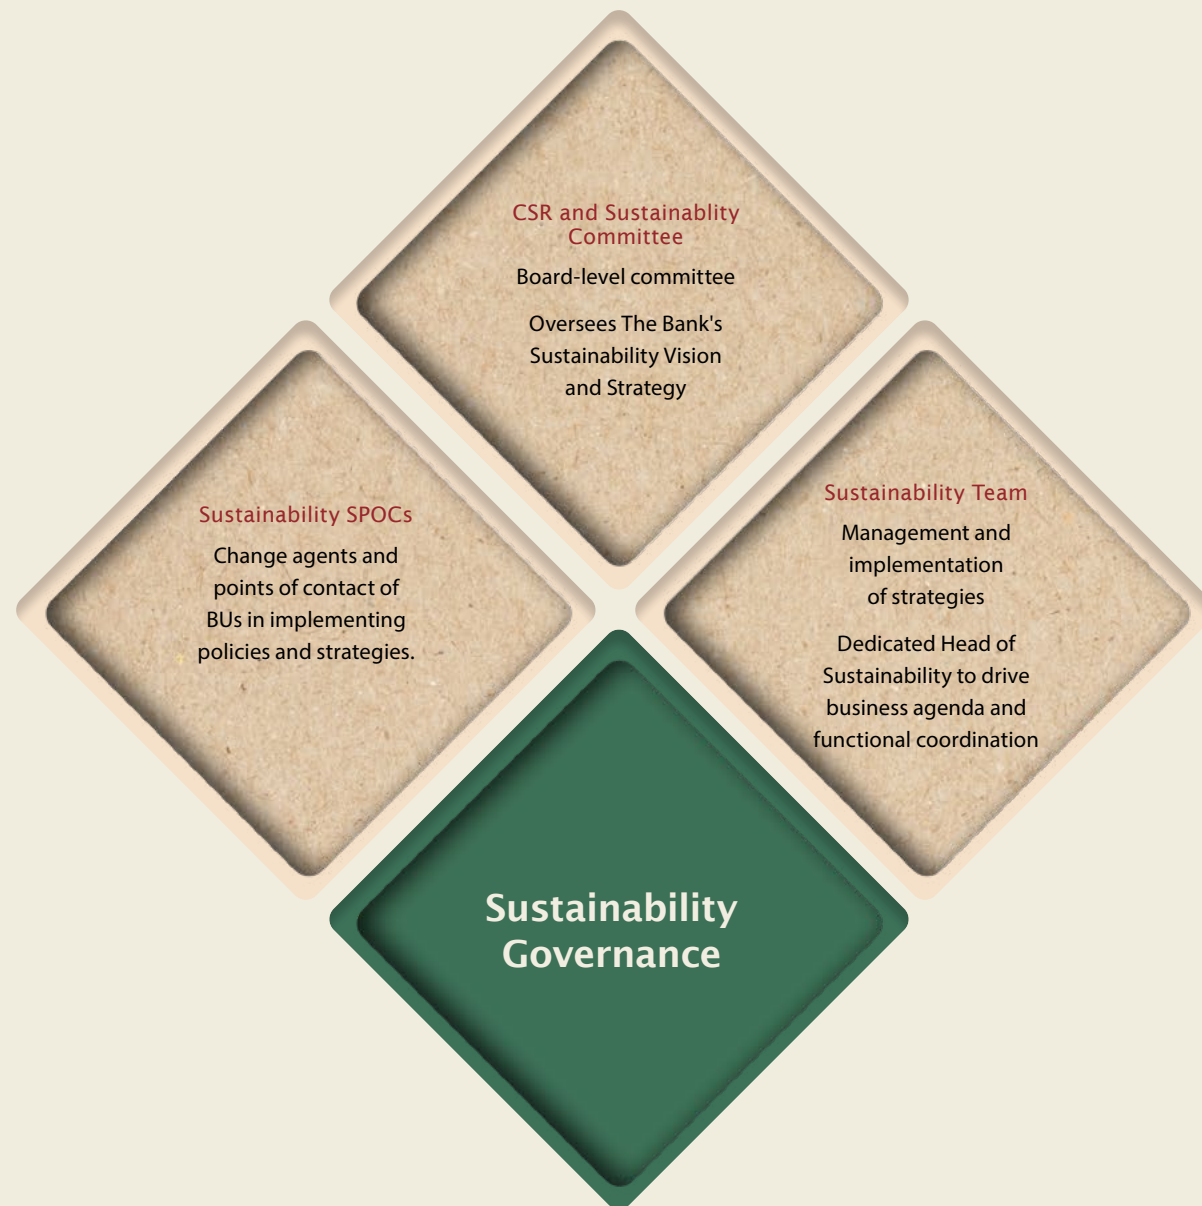 CSR and Sustainablity
Committee
Board-level committee
Oversees The Bank's
Sustainability Vision
and Strategy
Sustainability SPOCs
Change agents and
points of contact of
BUs in implementing
policies and strategies.
Sustainability Team
Management and
implementation
of strategies
Dedicated Head of
Sustainability to drive
business agenda and
functional coordination
Sustainability
Governance